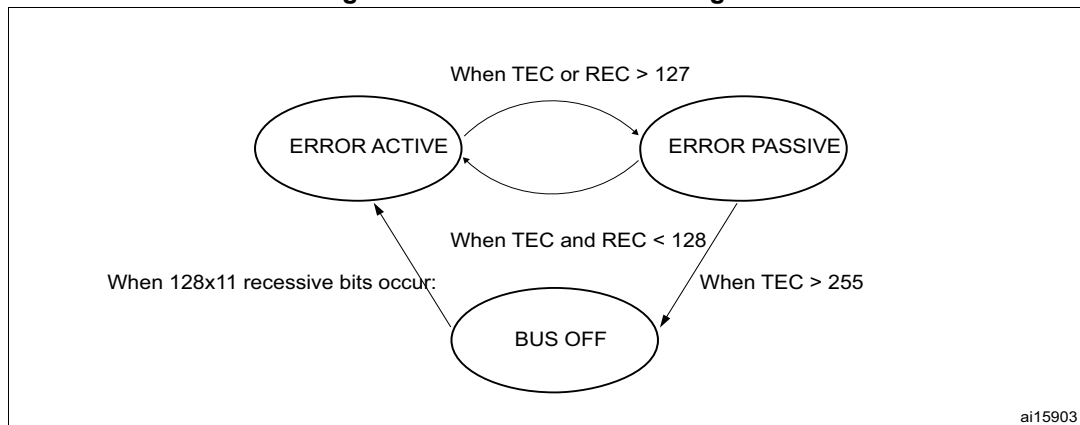 When TEC or REC > 127
ERROR ACTIVE
ERROR PASSIVE
When TEC and REC < 128
When 128x11 recessive bits occur:
When TEC > 255
BUS OFF
ai15903